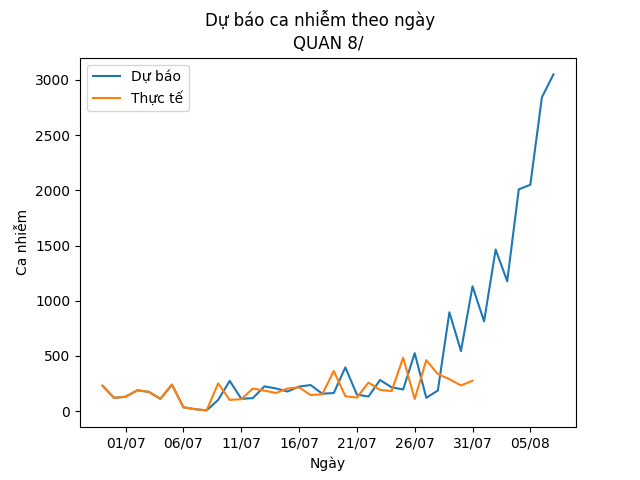 Dự báo ca nhiễm theo ngày
QUAN 8/
Dự báo
Thực tế
3000
2500
2000
1500
1000
500
0
Ca nhiễm
01/07 06/07 11/07 16/07 21/07 26/07 31/07 05/08
Ngày